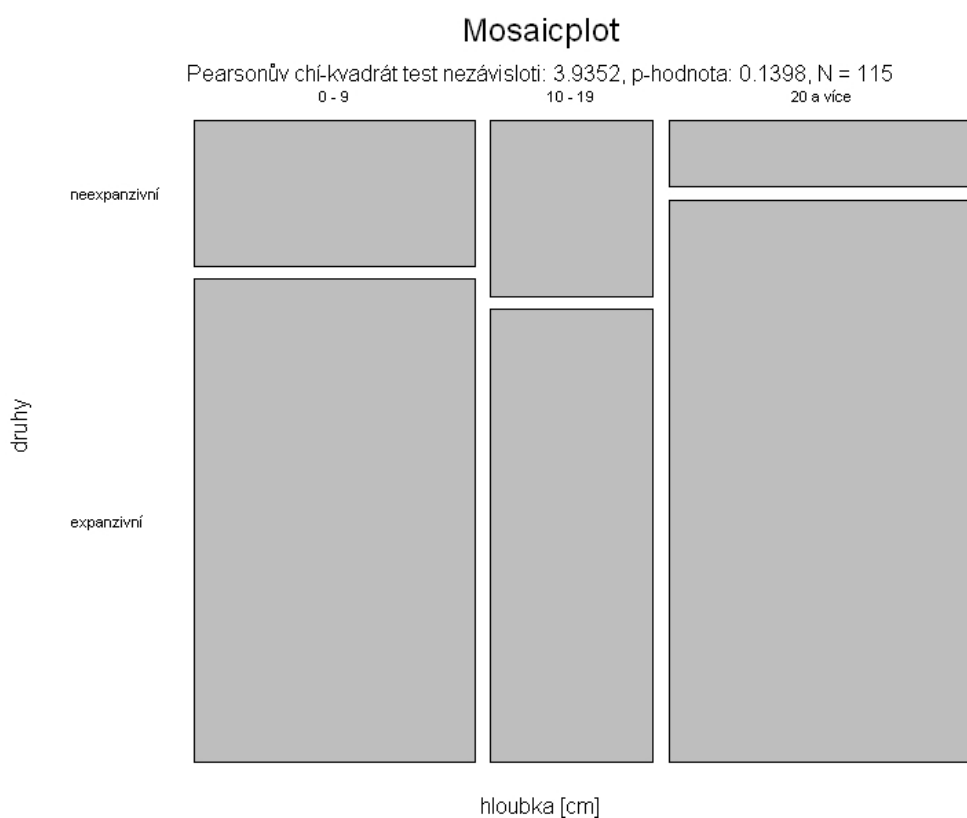 Mosaicplot
Pearsonův chí-kvadrát test nezávisloti: 3.9352, p-hodnota: 0.1398, N = 115
0 - 9 10 - 19 20 a více
neexpanzivní
druhy
expanzivní
hloubka [cm]